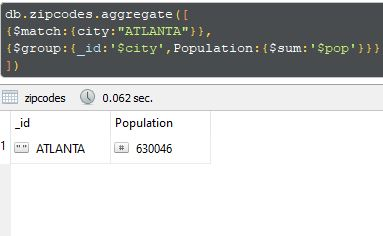 db.zipcodes.aggregate([
{$match:{city:"ATLANTA"}},
{$group:{_id:'$city',Population:{$sum:'$pop'}}}
])
zipcodes 0.062 sec.
_id Population
1 "" ATLANTA # 630046